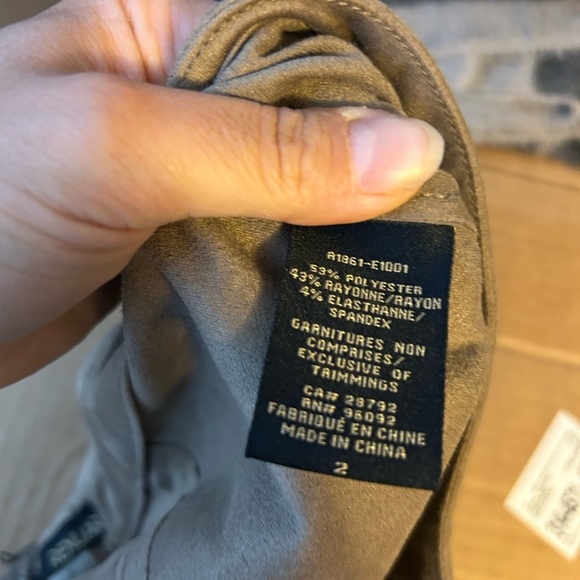 A1861-E1001
53% POLYESTER
43% RAYONNE/RAYON
4% ELASTHANNE/
SPANDEX
GARNITURES NON
COMPRISES/
EXCLUSIVE OF
TRIMMINGS
CA# 28792
RN# 96092
FABRIQUÉ EN CHINE
MADE IN CHINA
2